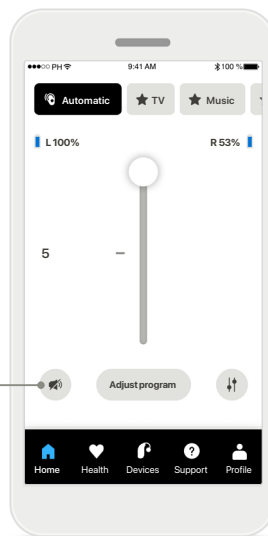 ●●●○○ PH 9:41 AM 100 %
Automatic TV Music
L 100% R 53%
5
Adjust program
Home Health Devices Support Profile